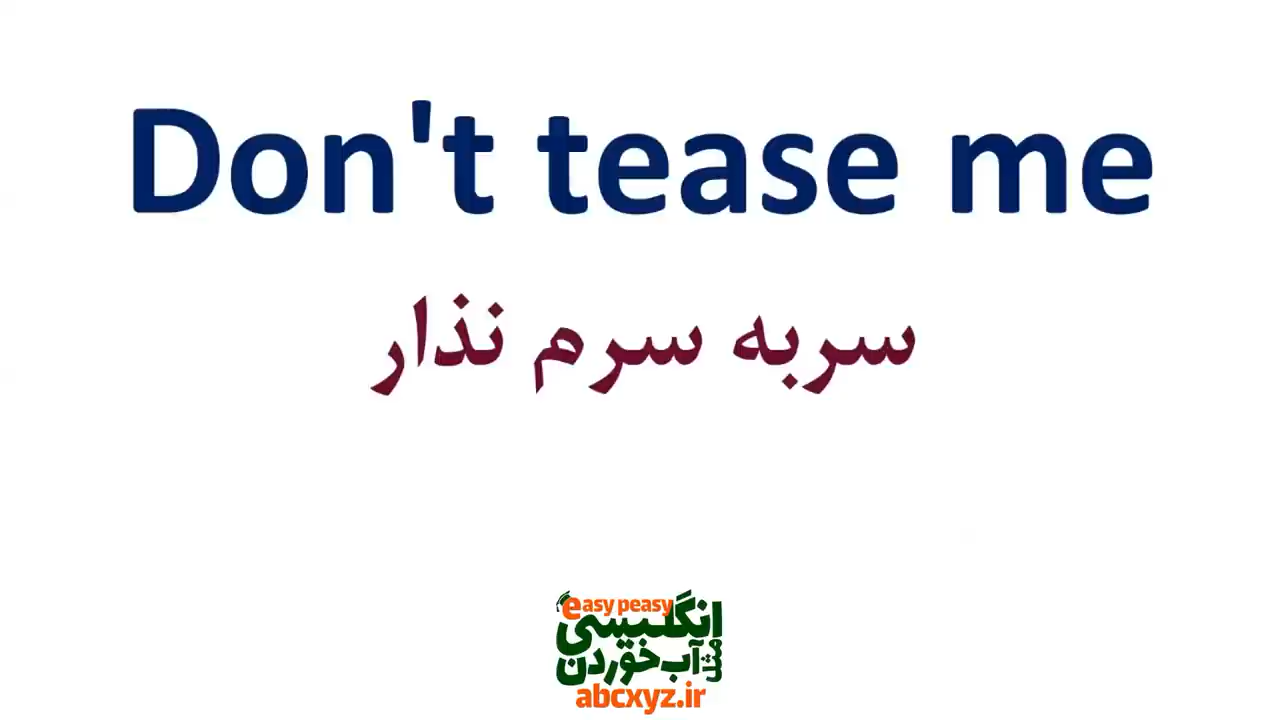 Don't tease me
سربه سرم نذار
easy peasy
انگلیسی
مثل آب خوردن
abcxyz.ir